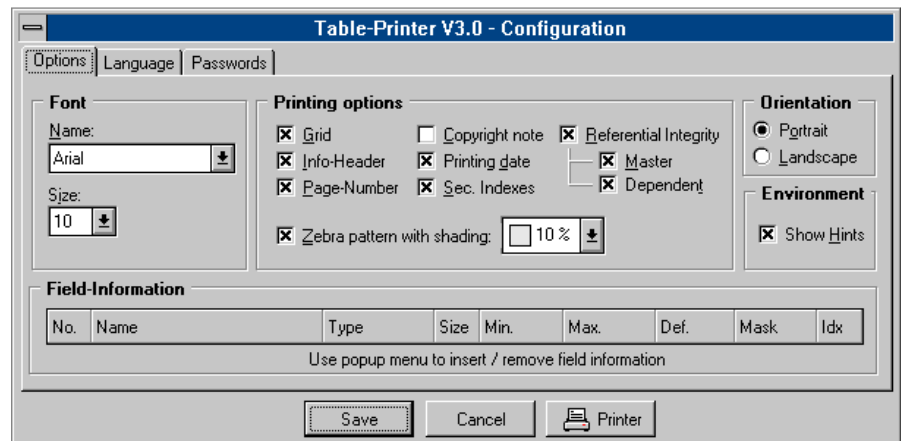 Table-Printer V3.0 - Configuration
Options Language Passwords
Font
Name:
Arial
Size:
10
Printing options
Grid Copyright note Referential Integrity
Info-Header Printing date Master
Page-Number Sec. Indexes Dependent
Zebra pattern with shading: 10 %
Orientation
Portrait
Landscape
Environment
Show Hints
Field-Information
No. Name Type Size Min. Max. Def. Mask Idx
Use popup menu to insert / remove field information
Save Cancel Printer